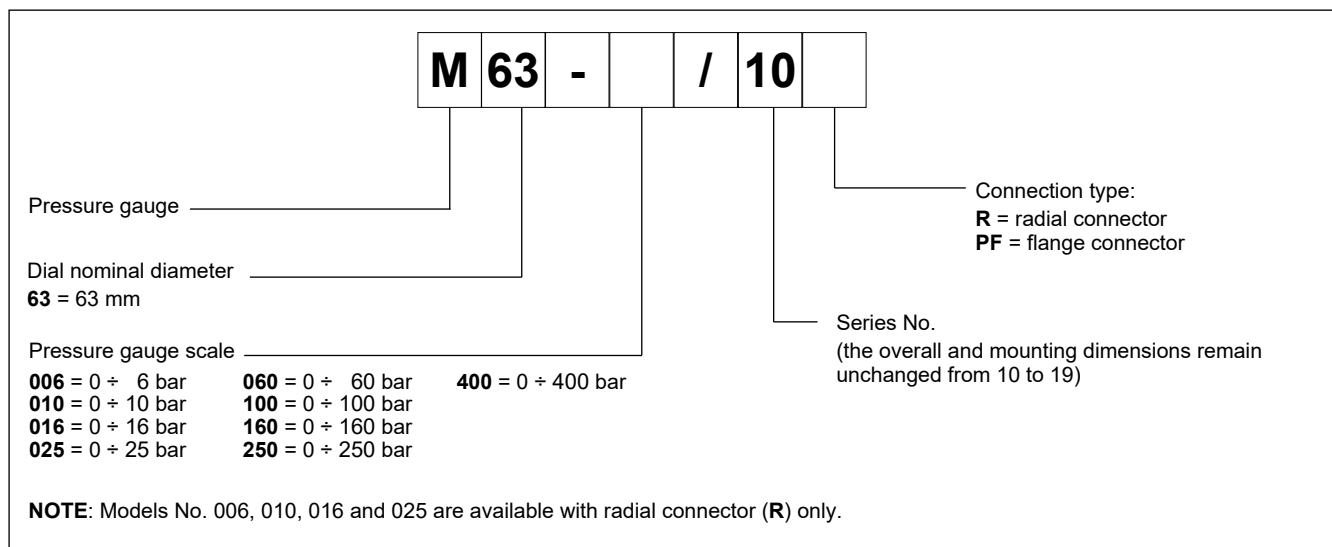 M 63 - / 10
Pressure gauge
Connection type:
R = radial connector
PF = flange connector
Dial nominal diameter
63 = 63 mm
Series No.
(the overall and mounting dimensions remain
unchanged from 10 to 19)
Pressure gauge scale
006 = 0 ÷ 6 bar 060 = 0 ÷ 60 bar 400 = 0 ÷ 400 bar
010 = 0 ÷ 10 bar 100 = 0 ÷ 100 bar
016 = 0 ÷ 16 bar 160 = 0 ÷ 160 bar
025 = 0 ÷ 25 bar 250 = 0 ÷ 250 bar
NOTE: Models No. 006, 010, 016 and 025 are available with radial connector (R) only.